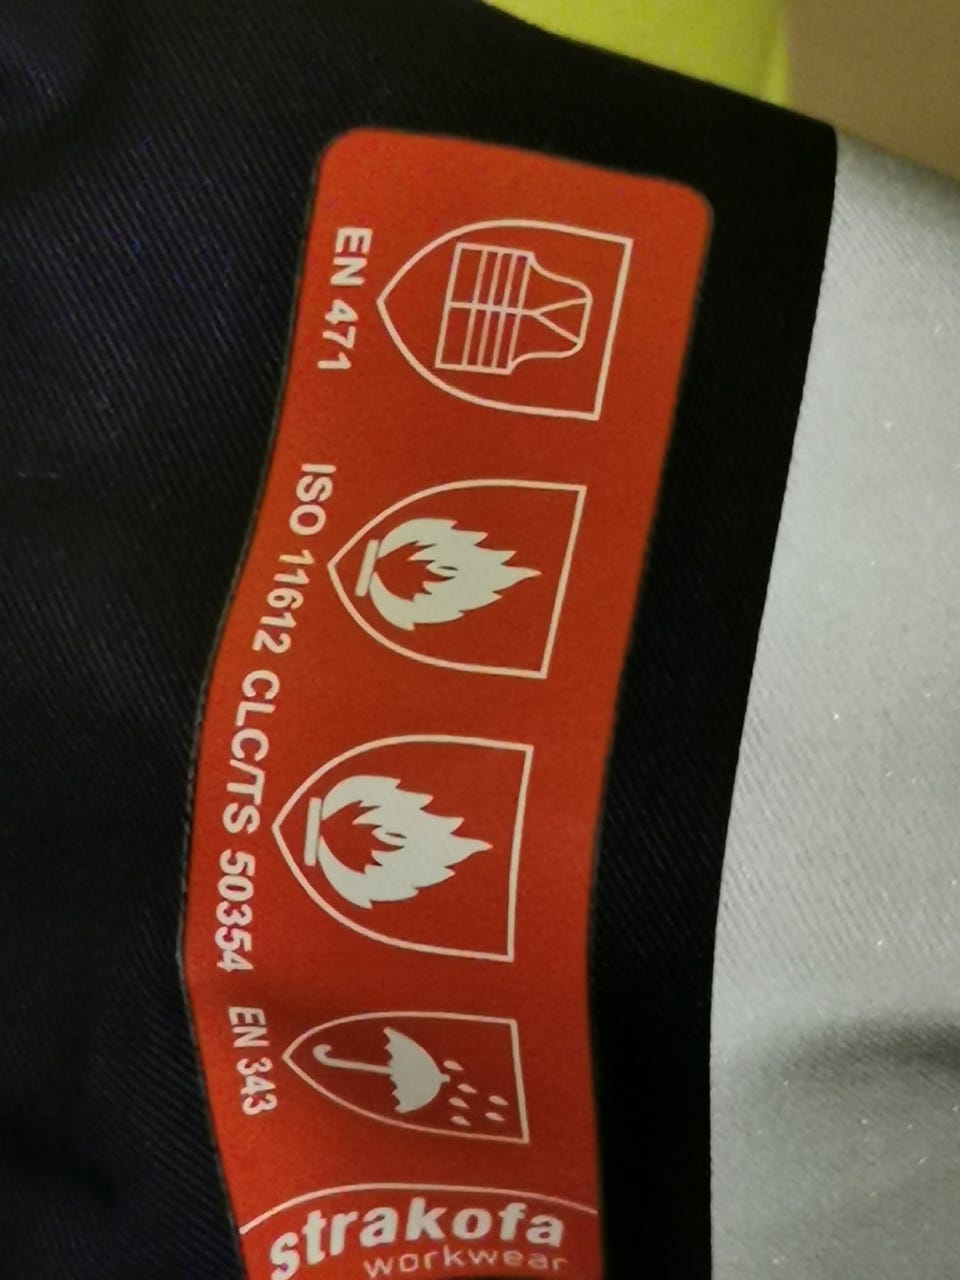 EN 471
ISO 11612
CLC/TS 50354
EN 343
strakofa
workwear